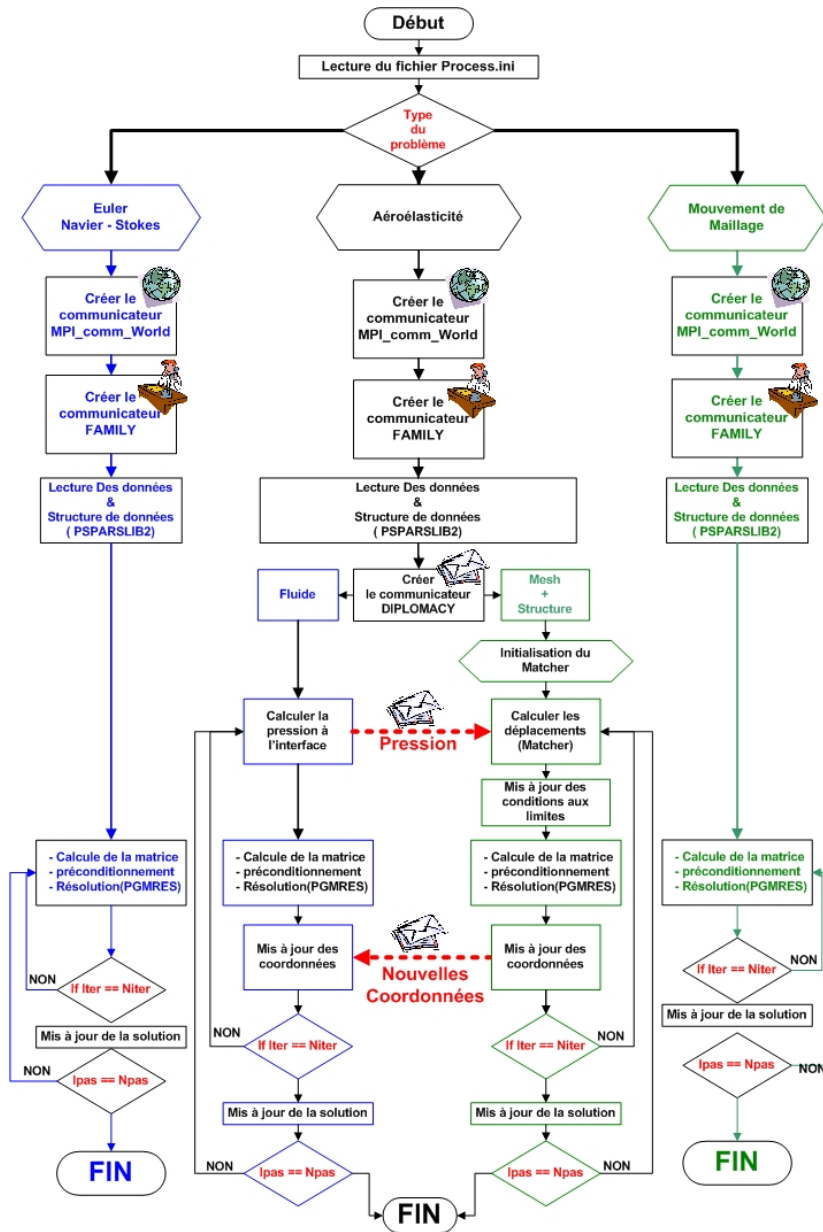 Début
Lecture du fichier Process.ini
Type
du
problème
Euler
Navier - Stokes
Aéroélasticité
Mouvement de
Maillage
Créer le
communicateur
MPI_comm_World
Créer le
communicateur
MPI_comm_World
Créer le
communicateur
MPI_comm_World
Créer le
communicateur
FAMILY
Créer le
communicateur
FAMILY
Créer le
communicateur
FAMILY
Lecture Des données
&
Structure de données
( PSPARSLIB2)
Lecture Des données
&
Structure de données
( PSPARSLIB2)
Lecture Des données
&
Structure de données
( PSPARSLIB2)
Fluide
Créer
le communicateur
DIPLOMACY
Mesh
+
Structure
Initialisation du
Matcher
Calculer la
pression à
l'interface
Pression
Calculer les
déplacements
(Matcher)
Mis à jour des
conditions aux
limites
- Calcule de la matrice
- préconditionnement
- Résolution(PGMRES)
- Calcule de la matrice
- préconditionnement
- Résolution(PGMRES)
- Calcule de la matrice
- préconditionnement
- Résolution(PGMRES)
- Calcule de la matrice
- préconditionnement
- Résolution(PGMRES)
Mis à jour des
coordonnées
Nouvelles
Coordonnées
Mis à jour des
coordonnées
NON
If Iter == Niter
NON
If Iter == Niter
If Iter == Niter
NON
If Iter == Niter
NON
Mis à jour de la solution
Mis à jour de la solution
Mis à jour de la solution
Mis à jour de la solution
NON
Ipas == Npas
NON
Ipas == Npas
Ipas == Npas
NON
Ipas == Npas
NON
FIN
FIN
FIN